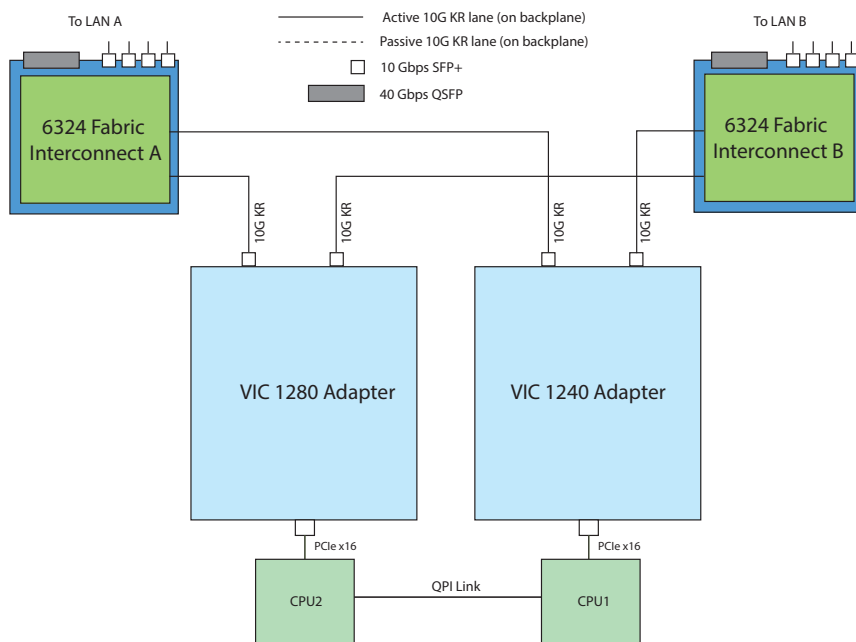 To LAN A
Active 10G KR lane (on backplane)
To LAN B
Passive 10G KR lane (on backplane)
10 Gbps SFP+
40 Gbps QSFP
6324 Fabric
Interconnect A
6324 Fabric
Interconnect B
10G KR
10G KR
10G KR
10G KR
VIC 1280 Adapter
VIC 1240 Adapter
PCIe x16
PCIe x16
CPU2
QPI Link
CPU1